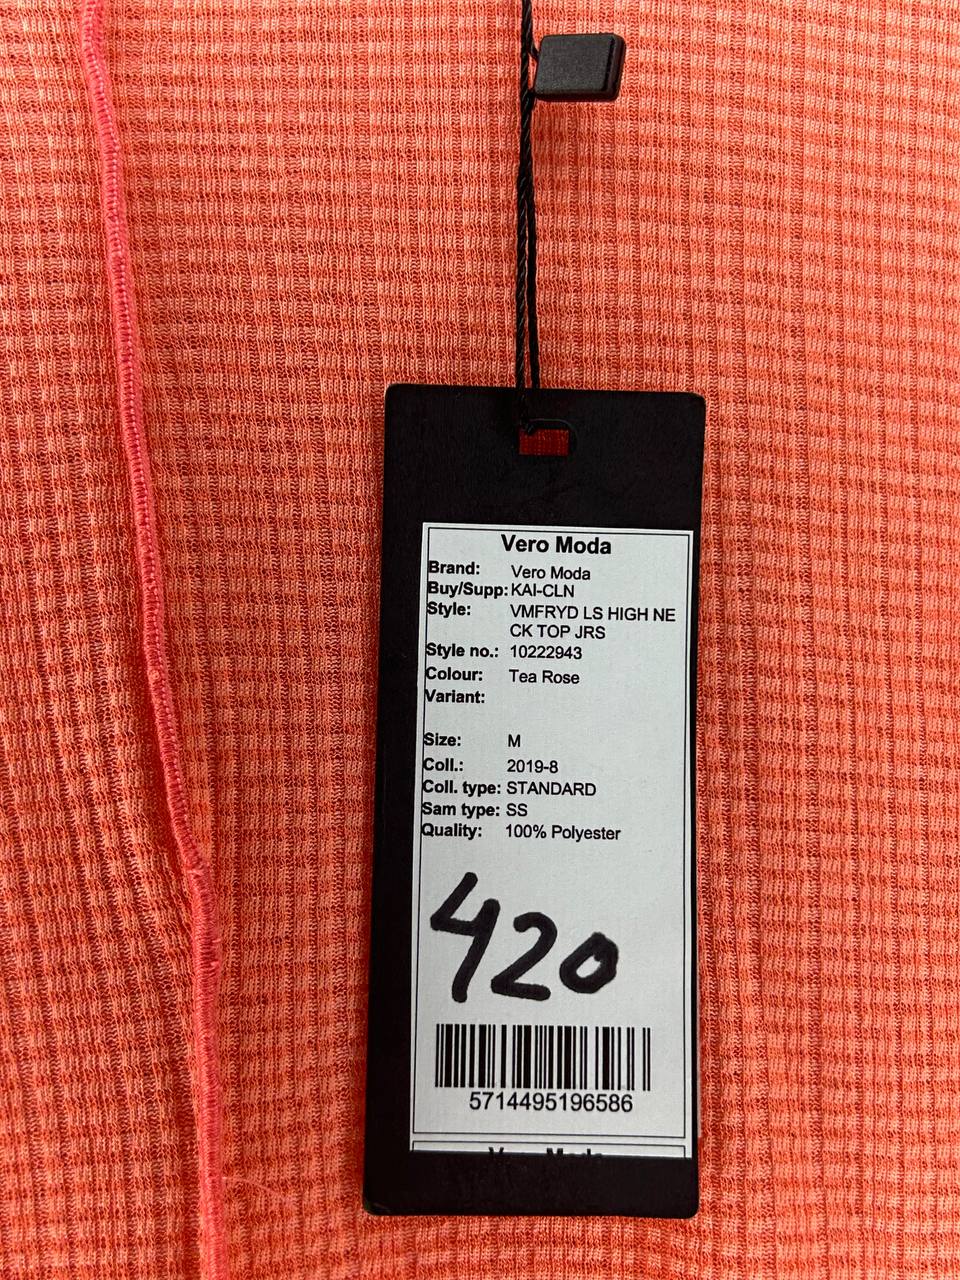 Vero Moda
Brand: Vero Moda
Buy/Supp: KAI-CLN
Style: VMFRYD LS HIGH NE
CK TOP JRS
Style no.: 10222943
Colour: Tea Rose
Variant:
Size: M
Coll.: 2019-8
Coll. type: STANDARD
Sam type: SS
Quality: 100% Polyester
420
5714495196586
Vero Moda